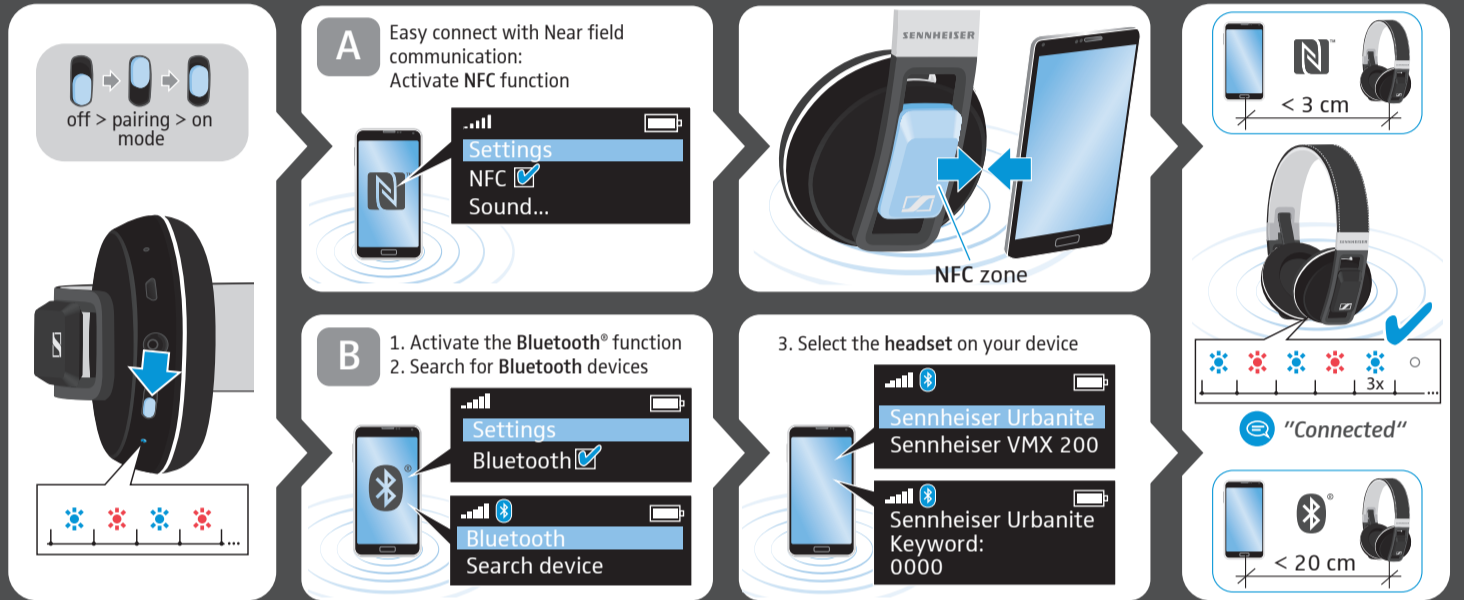 off > pairing > on
mode
A
Easy connect with Near field
communication:
Activate NFC function
Settings
NFC
Sound...
SENNHEISER
NFC zone
< 3 cm
B
1. Activate the Bluetooth® function
2. Search for Bluetooth devices
Settings
Bluetooth
®
Bluetooth
Search device
3. Select the headset on your device
Sennheiser Urbanite
Sennheiser VMX 200
Sennheiser Urbanite
Keyword:
0000
SENNHEISER
3x
...
...
"Connected“
®
< 20 cm